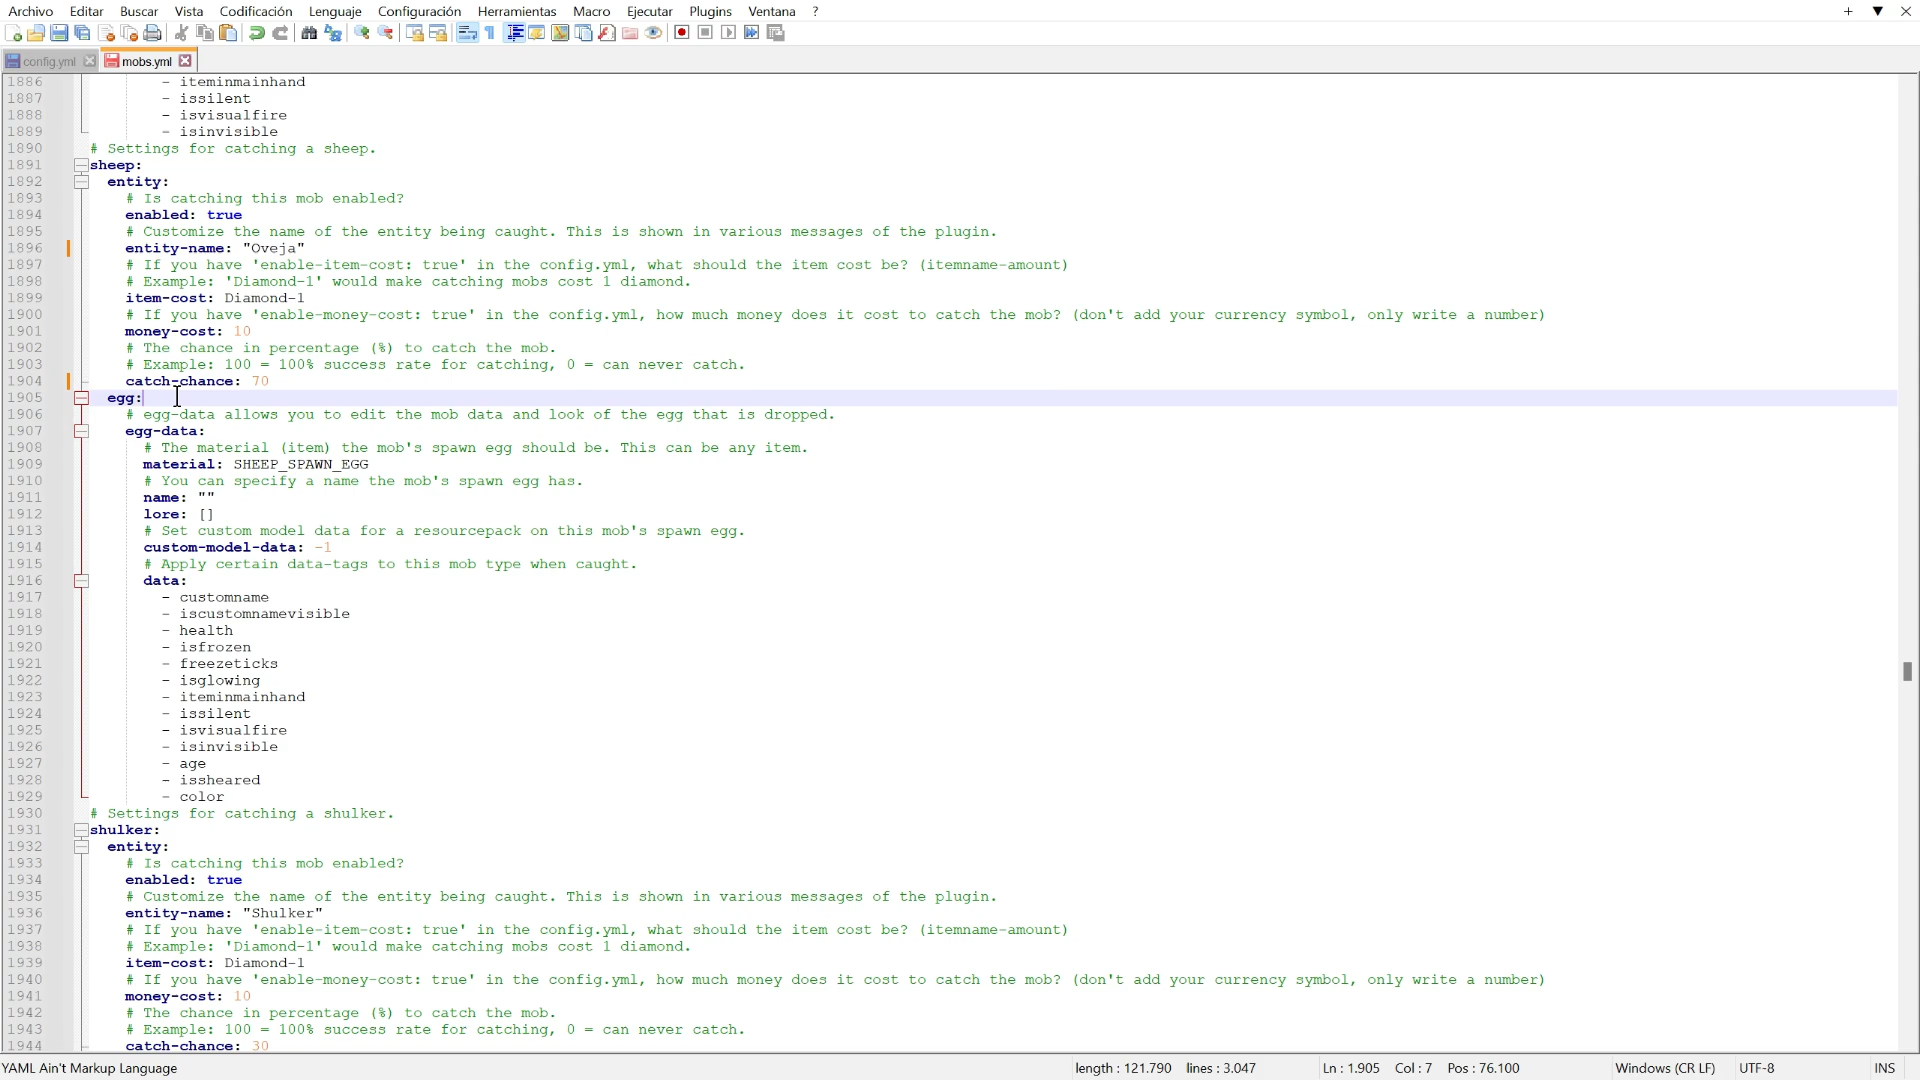 Archivo Editar Buscar Vista Codificación Lenguaje Configuración Herramientas Macro Ejecutar Plugins Ventana ?
config.yml mobs.yml
1886 - iteminmainhand
1887 - issilent
1888 - isvisualfire
1889 - isinvisible
1890 # Settings for catching a sheep.
1891 sheep:
1892 entity:
1893 # Is catching this mob enabled?
1894 enabled: true
1895 # Customize the name of the entity being caught. This is shown in various messages of the plugin.
1896 entity-name: "Oveja"
1897 # If you have 'enable-item-cost: true' in the config.yml, what should the item cost be? (itemname-amount)
1898 # Example: 'Diamond-1' would make catching mobs cost 1 diamond.
1899 item-cost: Diamond-1
1900 # If you have 'enable-money-cost: true' in the config.yml, how much money does it cost to catch the mob? (don't add your currency symbol, only write a number)
1901 money-cost: 10
1902 # The chance in percentage (%) to catch the mob.
1903 # Example: 100 = 100% success rate for catching, 0 = can never catch.
1904 catch-chance: 70
1905 egg:
1906 # egg-data allows you to edit the mob data and look of the egg that is dropped.
1907 egg-data:
1908 # The material (item) the mob's spawn egg should be. This can be any item.
1909 material: SHEEP_SPAWN_EGG
1910 # You can specify a name the mob's spawn egg has.
1911 name: ""
1912 lore: []
1913 # Set custom model data for a resourcepack on this mob's spawn egg.
1914 custom-model-data: -1
1915 # Apply certain data-tags to this mob type when caught.
1916 data:
1917 - customname
1918 - iscustomnamevisible
1919 - health
1920 - isfrozen
1921 - freezeticks
1922 - isglowing
1923 - iteminmainhand
1924 - issilent
1925 - isvisualfire
1926 - isinvisible
1927 - age
1928 - issheared
1929 - color
1930 # Settings for catching a shulker.
1931 shulker:
1932 entity:
1933 # Is catching this mob enabled?
1934 enabled: true
1935 # Customize the name of the entity being caught. This is shown in various messages of the plugin.
1936 entity-name: "Shulker"
1937 # If you have 'enable-item-cost: true' in the config.yml, what should the item cost be? (itemname-amount)
1938 # Example: 'Diamond-1' would make catching mobs cost 1 diamond.
1939 item-cost: Diamond-1
1940 # If you have 'enable-money-cost: true' in the config.yml, how much money does it cost to catch the mob? (don't add your currency symbol, only write a number)
1941 money-cost: 10
1942 # The chance in percentage (%) to catch the mob.
1943 # Example: 100 = 100% success rate for catching, 0 = can never catch.
1944 catch-chance: 30
YAML Ain't Markup Language length : 121.790 lines : 3.047 Ln : 1.905 Col : 7 Pos : 76.100 Windows (CR LF) UTF-8 INS